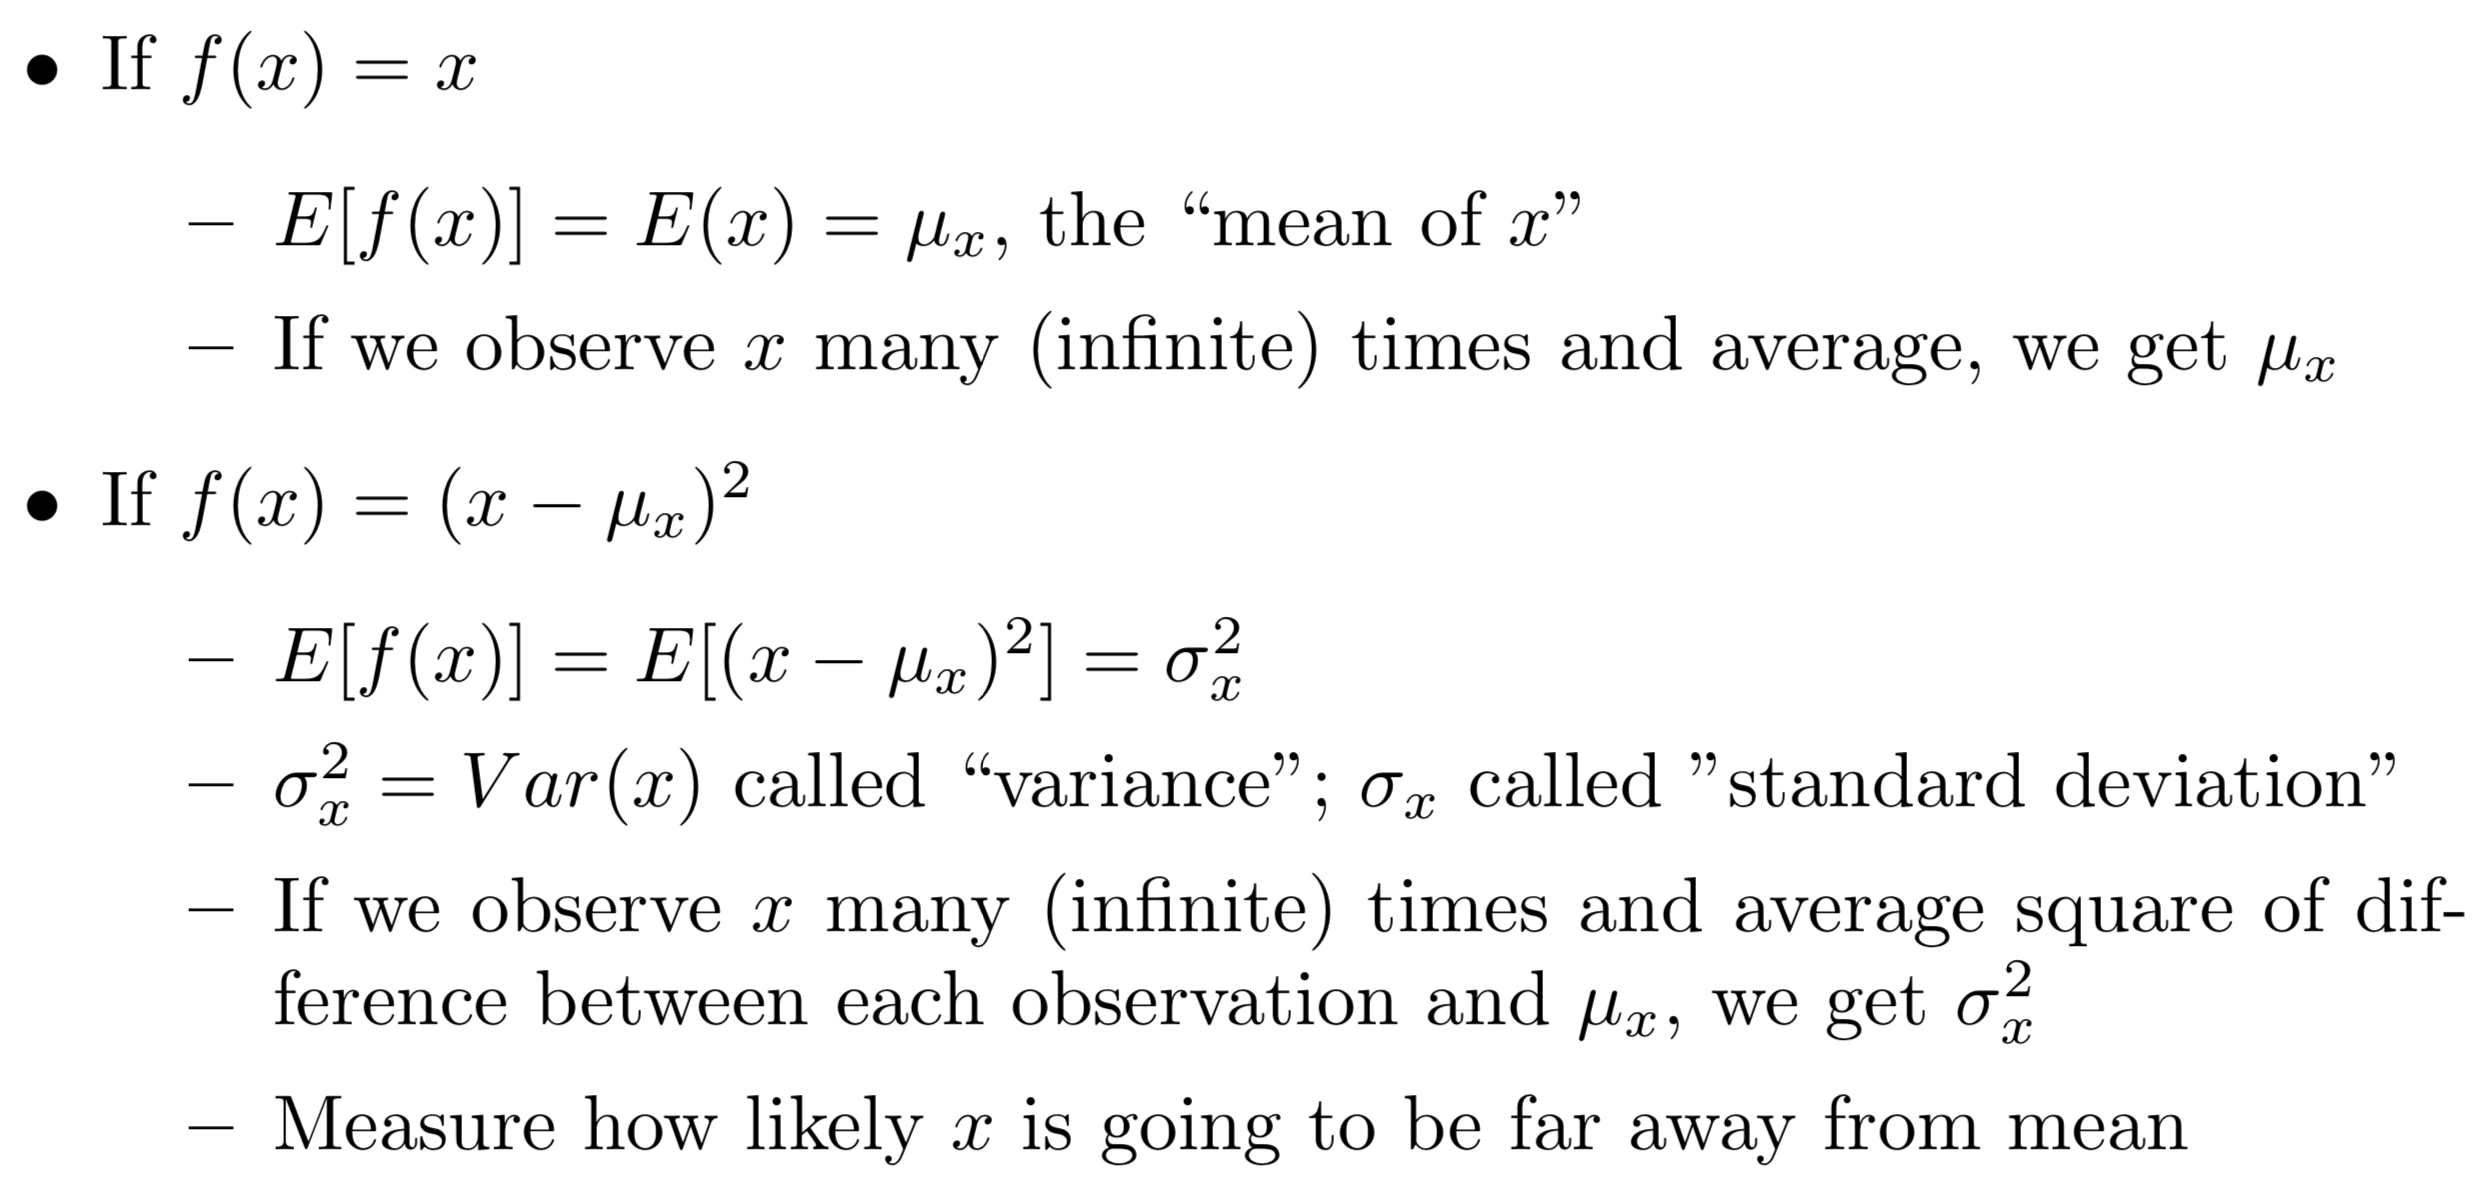 • If f(x) = x
– E[f(x)] = E(x) = μₓ, the “mean of x”
– If we observe x many (infinite) times and average, we get μₓ
• If f(x) = (x − μₓ)²
– E[f(x)] = E[(x − μₓ)²] = σₓ²
– σₓ² = Var(x) called “variance”; σₓ called ”standard deviation”
– If we observe x many (infinite) times and average square of dif-
ference between each observation and μₓ, we get σₓ²
– Measure how likely x is going to be far away from mean